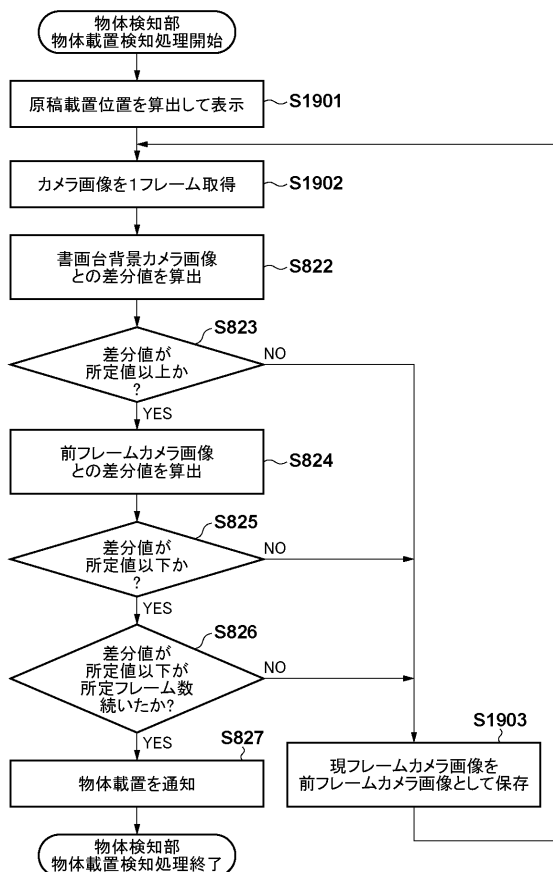 物体検知部
物体載置検知処理開始
原稿載置位置を算出して表示
S1901
カメラ画像を1フレーム取得
S1902
書画台背景カメラ画像
との差分値を算出
S822
S823
差分値が
所定値以上か
?
NO
YES
前フレームカメラ画像
との差分値を算出
S824
S825
差分値が
所定値以下か
?
NO
YES
S826
差分値が
所定値以下が
所定フレーム数
続いたか?
NO
YES
S827
物体載置を通知
S1903
現フレームカメラ画像を
前フレームカメラ画像として保存
物体検知部
物体載置検知処理終了